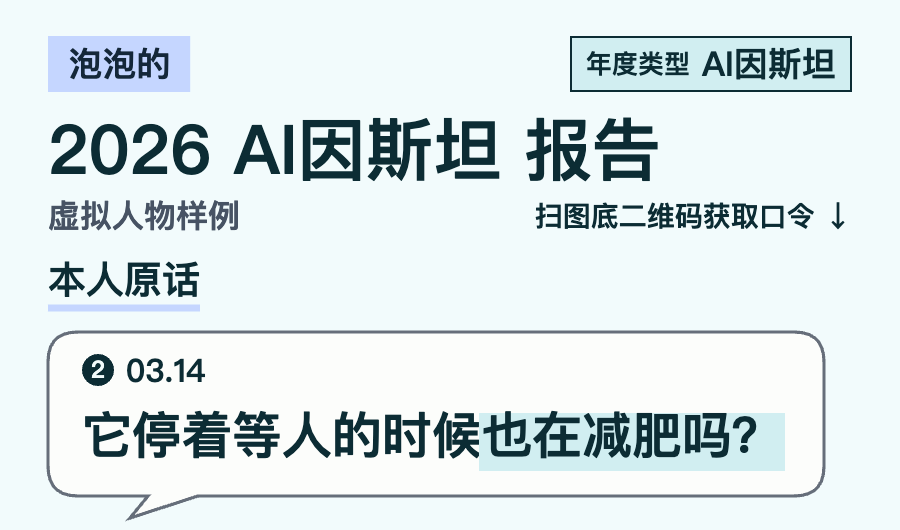 泡泡的
年度类型 AI因斯坦
2026 AI因斯坦 报告
虚拟人物样例
扫图底二维码获取口令 ↓
本人原话
❷ 03.14
它停着等人的时候也在减肥吗？